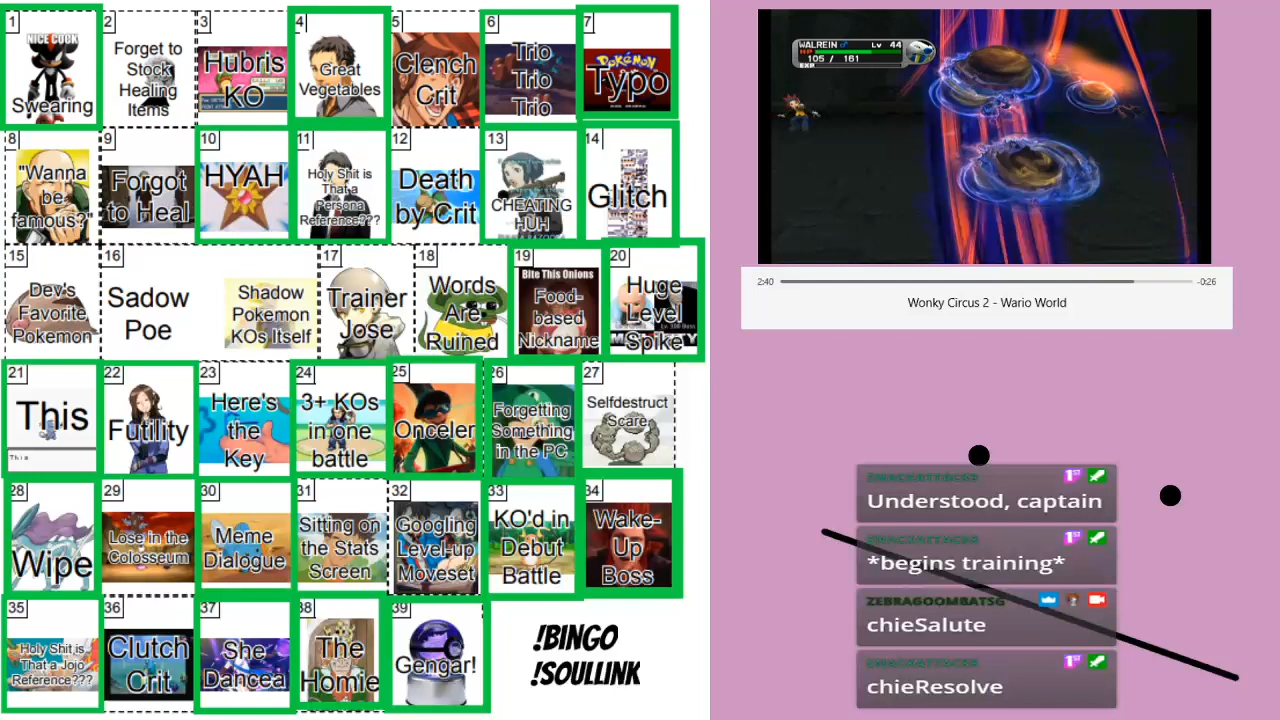 1
NICE COCK
Swearing
2
Forget to
Stock
Healing
Items
3
Hubris
KO
4
Great
Vegetables
5
Clench
Crit
6
Trio
Trio
Trio
7
POKéMON
Typo
8
"Wanna
be
famous?"
9
Forgot
to Heal
10
HYAH
11
Holy Shit is
That a
Persona
Reference???
12
Death
by Crit
13
CHEATING
HUH
14
Glitch
15
Dev's
Favorite
Pokemon
16
Sadow
Poe
Shadow
Pokemon
KOs Itself
17
Trainer
Jose
18
Words
Are
Ruined
19
Bite This Onions
Food-
based
Nickname
20
Huge
Level
Spike
21
This
This
22
Futility
23
Here's
the
Key
24
3+ KOs
in one
battle
25
Onceler
26
Forgetting
Something
in the PC
27
Selfdestruct
Scare
28
Wipe
29
Lose in the
Colosseum
30
Meme
Dialogue
31
Sitting on
the Stats
Screen
32
Googling
Level-up
Moveset
33
KO'd in
Debut
Battle
34
Wake-
Up
Boss
35
Holy Shit is
That a Jojo
Reference???
36
Clutch
Crit
37
She
Dancea
38
The
Homie
39
Gengar!
!BINGO
!SOULLINK
WALREIN ♂ Lv 44
HP
105 / 161
EXP
2:40
-0:26
Wonky Circus 2 - Wario World
SMACKATTACK8
Understood, captain
SMACKATTACK8
*begins training*
ZEBRAGOOMBATSG
chieSalute
SMACKATTACK8
chieResolve